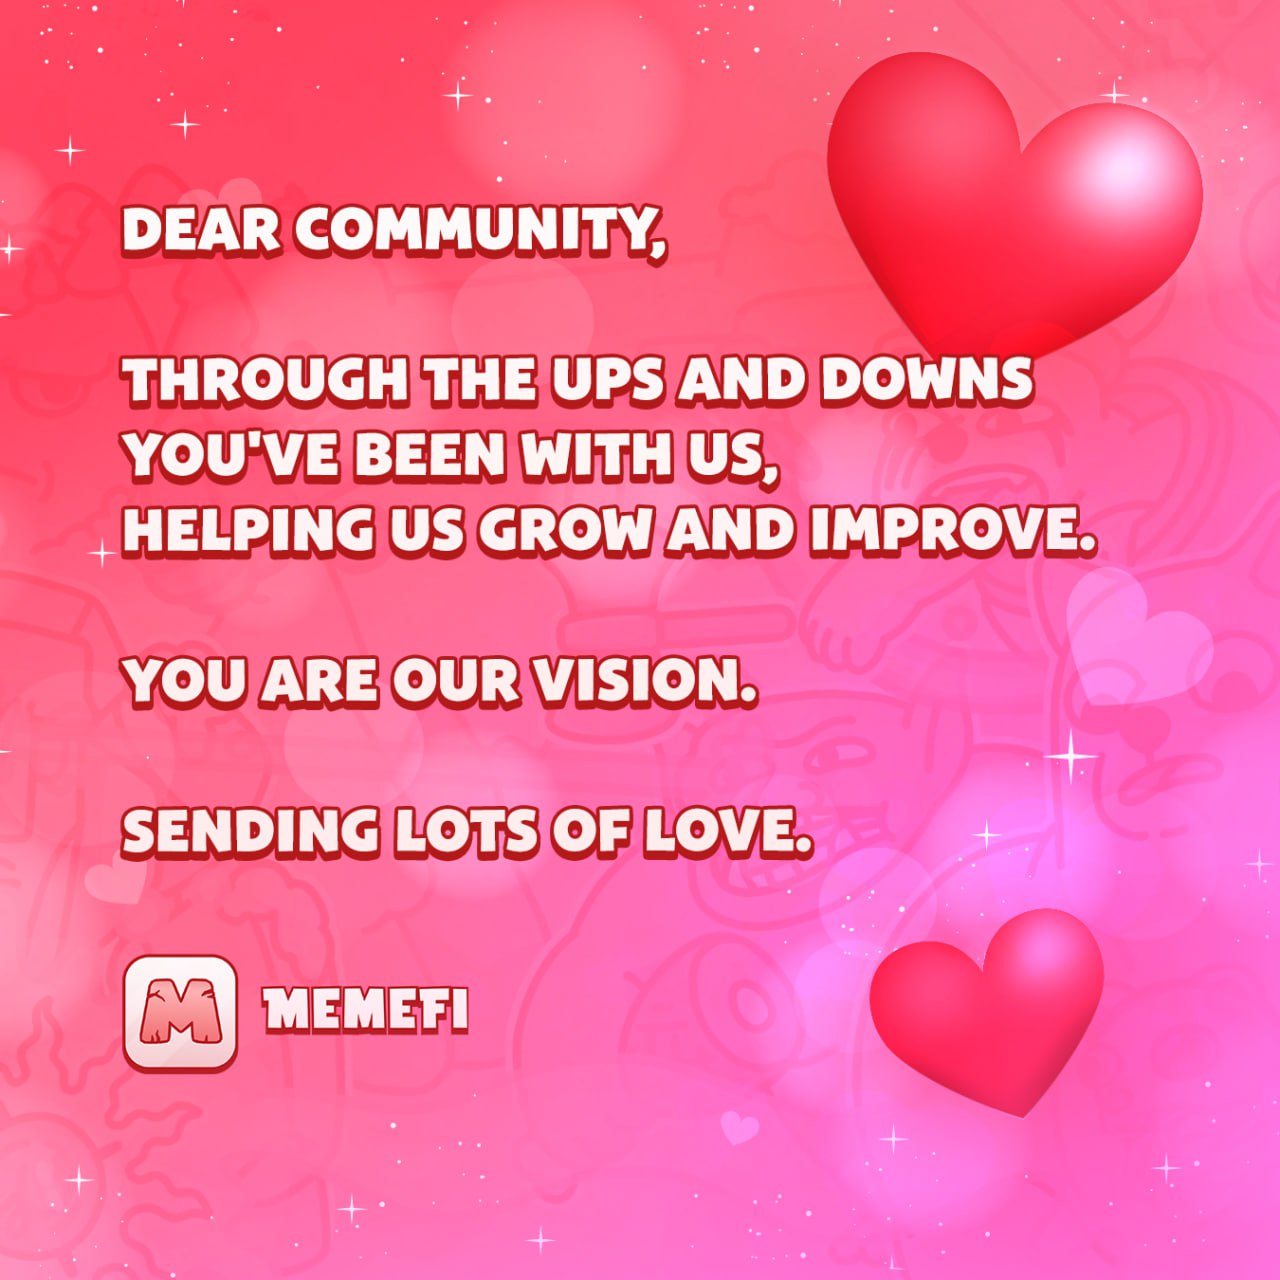 DEAR COMMUNITY,
THROUGH THE UPS AND DOWNS
YOU'VE BEEN WITH US,
HELPING US GROW AND IMPROVE.
YOU ARE OUR VISION.
SENDING LOTS OF LOVE.
M MEMEFI